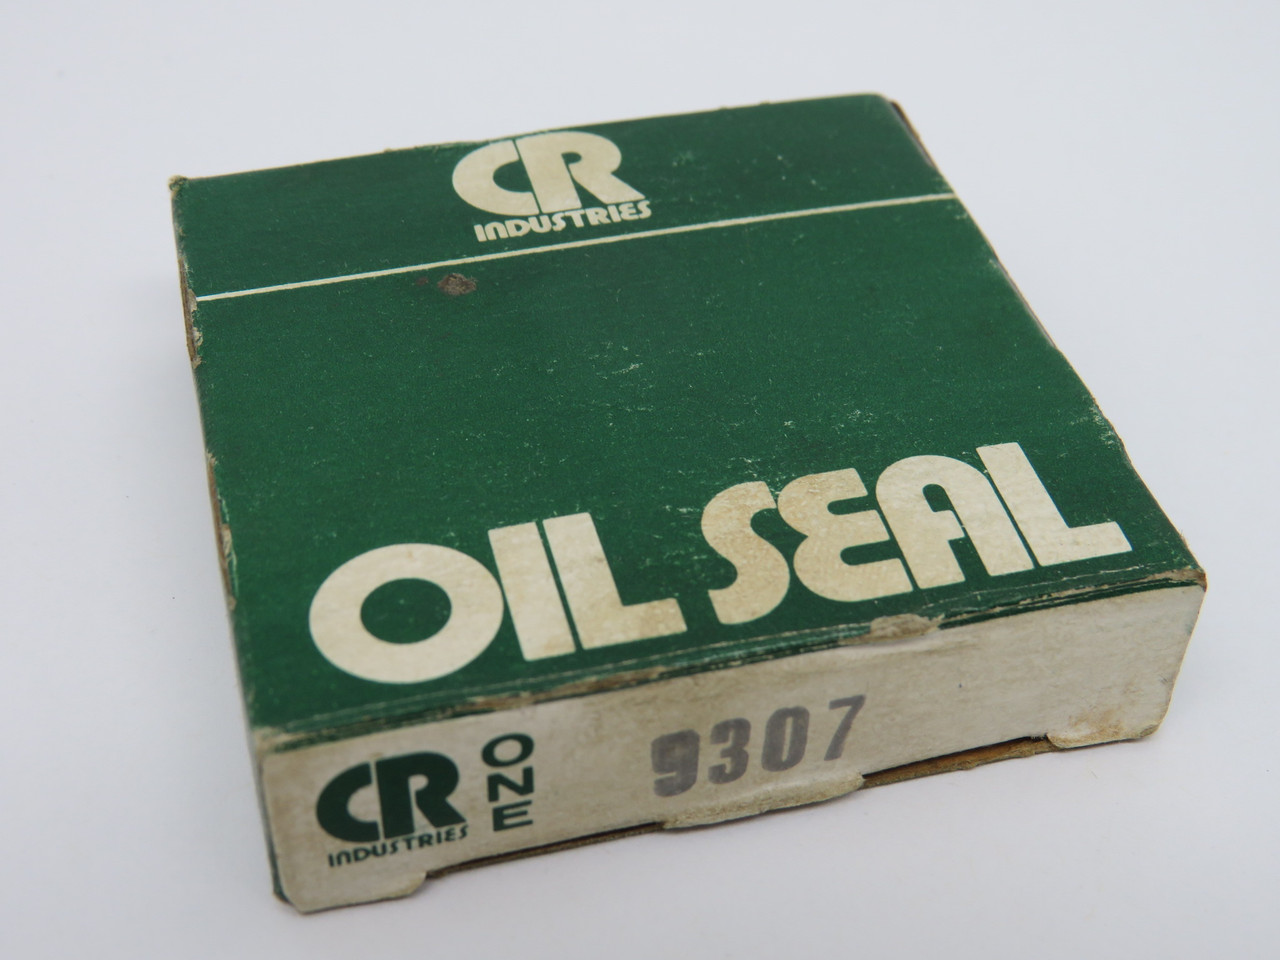 CR
INDUSTRIES
OIL SEAL
CR
INDUSTRIES
ONE
9307